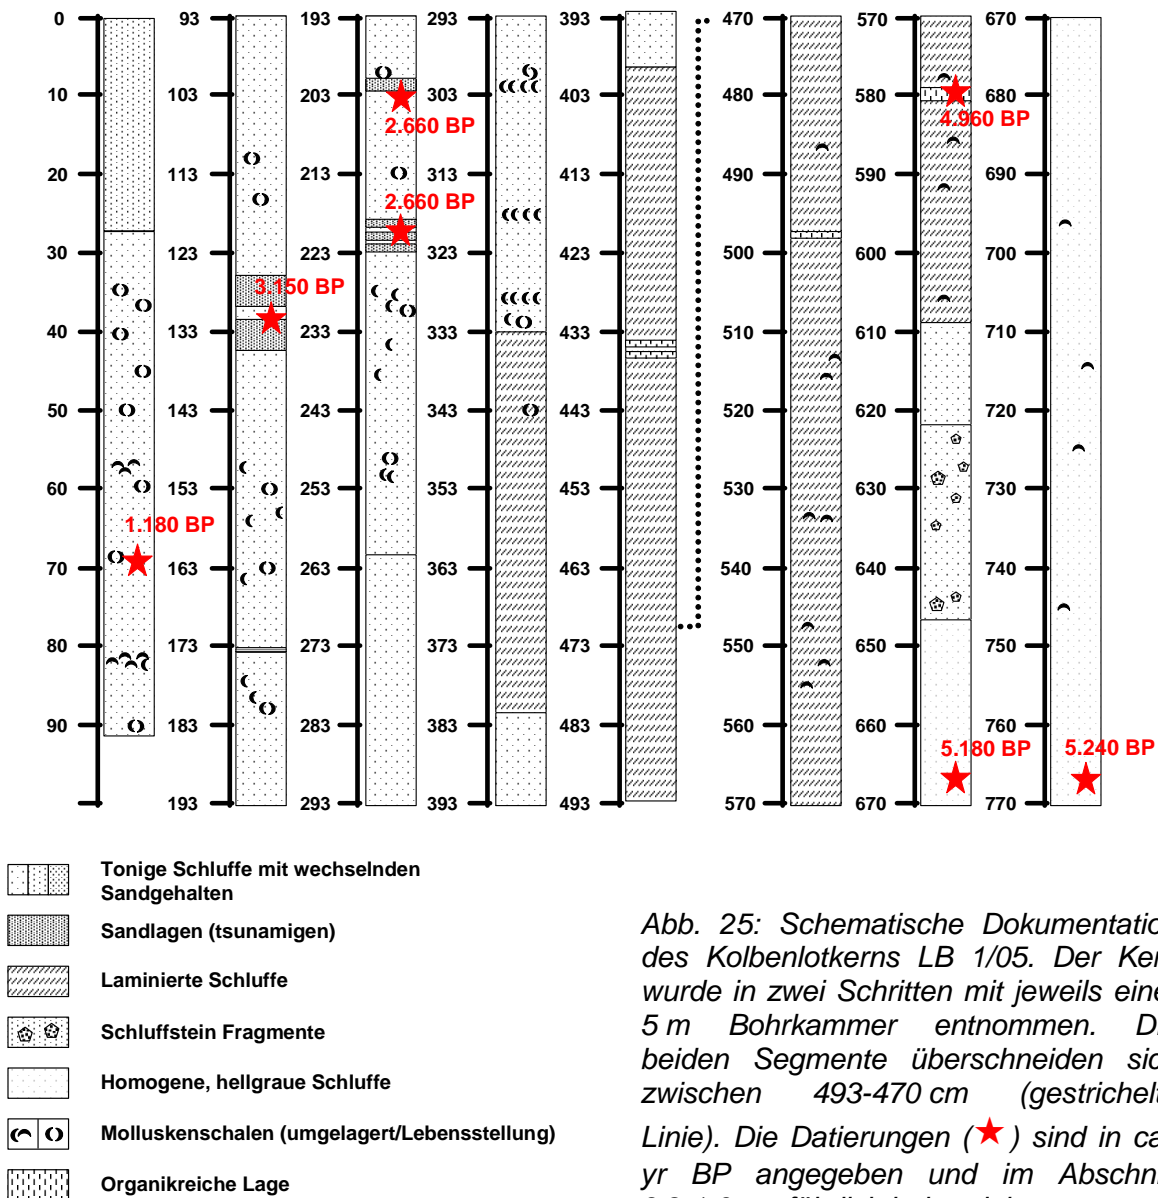 0 93 193 293 393 470 570 670
10 103 203 303 403 480 580 680
2.660 BP
4.960 BP
20 113 213 313 413 490 590 690
2.660 BP
30 123 223 323 423 500 600 700
3.150 BP
40 133 233 333 433 510 610 710
50 143 243 343 443 520 620 720
60 153 253 353 453 530 630 730
1.180 BP
70 163 263 363 463 540 640 740
80 173 273 373 473 550 650 750
90 183 283 383 483 560 660 760
5.180 BP 5.240 BP
193 293 393 493 570 670 770
Tonige Schluffe mit wechselnden
Sandgehalten
Sandlagen (tsunamigen)
Laminierte Schluffe
Schluffstein Fragmente
Homogene, hellgraue Schluffe
Molluskenschalen (umgelagert/Lebensstellung)
Organikreiche Lage
Abb. 25: Schematische Dokumentatio
des Kolbenlotkerns LB 1/05. Der Ker
wurde in zwei Schritten mit jeweils eine
5 m Bohrkammer entnommen. D
beiden Segmente überschneiden sic
zwischen 493-470 cm (gestrichelt
Linie). Die Datierungen (★) sind in ca
yr BP angegeben und im Abschn